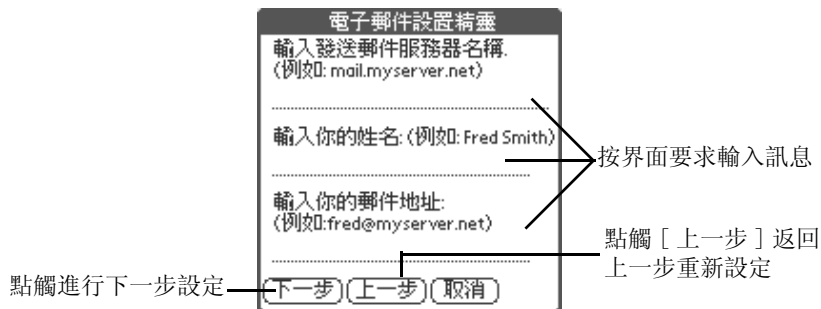 電子郵件設置精靈
輸入發送郵件服務器名稱.
(例如: mail.myserver.net)
輸入你的姓名: (例如: Fred Smith)
按界面要求輸入訊息
輸入你的郵件地址:
(例如:fred@myserver.net)
點觸［上一步］返回
上一步重新設定
點觸進行下一步設定
下一步 上一步 取消